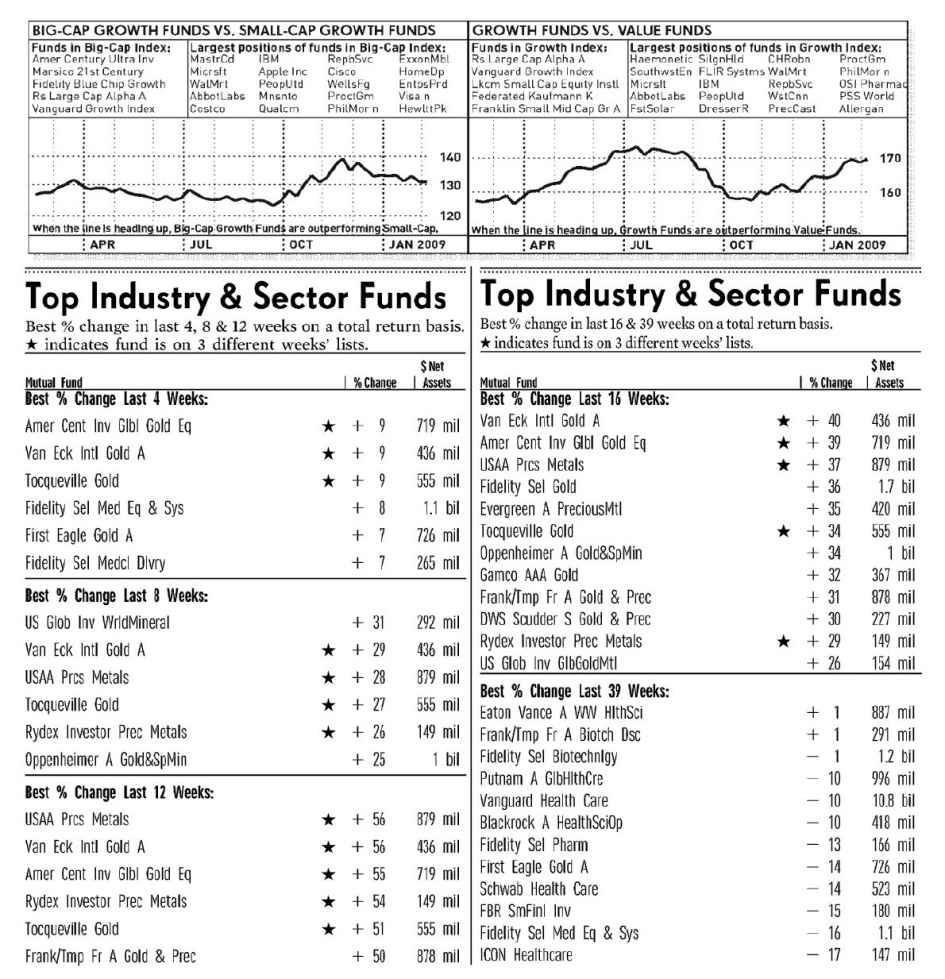 BIG-CAP GROWTH FUNDS VS. SMALL-CAP GROWTH FUNDS
Funds in Big-Cap Index: Largest positions of funds in Big-Cap Index:
Amer Century Ultra Inv MastrCd IBM RepbSvc ExxonMbl
Marsico 21st Century Micrsft Apple Inc Cisco HomeDp
Fidelity Blue Chip Growth WalMrt PeopUtd WellsFg EntpsPrd
Rs Large Cap Alpha A AbbotLabs Mnsnto ProctGm Visa n
Vanguard Growth Index Costco Qualcm PhilMor n HewltPk
140
130
120
When the line is heading up, Big-Cap Growth Funds are outperforming Small-Cap.
APR JUL OCT JAN 2009
GROWTH FUNDS VS. VALUE FUNDS
Funds in Growth Index: Largest positions of funds in Growth Index:
Rs Large Cap Alpha A Haemonetic SilgnHld CHRobn ProctGm
Vanguard Growth Index SouthwstEn FLIR Systms WalMrt PhilMor n
Lkcm Small Cap Equity Instl Micrsft IBM RepbSvc OSI Pharmac
Federated Kaufmann K AbbotLabs PeopUtd WstCnn PSS World
Franklin Small Mid Cap Gr A FstSolar DresserR PrecCast Allergan
170
160
When the line is heading up, Growth Funds are outperforming Value Funds.
APR JUL OCT JAN 2009
Top Industry & Sector Funds
Best % change in last 4, 8 & 12 weeks on a total return basis.
★ indicates fund is on 3 different weeks' lists.
$ Net
Mutual Fund % Change Assets
Best % Change Last 4 Weeks:
Amer Cent Inv Glbl Gold Eq ★ + 9 719 mil
Van Eck Intl Gold A ★ + 9 436 mil
Tocqueville Gold ★ + 9 555 mil
Fidelity Sel Med Eq & Sys + 8 1.1 bil
First Eagle Gold A + 7 726 mil
Fidelity Sel Medcl Dlvry + 7 265 mil
Best % Change Last 8 Weeks:
US Glob Inv WrldMineral + 31 292 mil
Van Eck Intl Gold A ★ + 29 436 mil
USAA Prcs Metals ★ + 28 879 mil
Tocqueville Gold ★ + 27 555 mil
Rydex Investor Prec Metals ★ + 26 149 mil
Oppenheimer A Gold&SpMin + 25 1 bil
Best % Change Last 12 Weeks:
USAA Prcs Metals ★ + 56 879 mil
Van Eck Intl Gold A ★ + 56 436 mil
Amer Cent Inv Glbl Gold Eq ★ + 55 719 mil
Rydex Investor Prec Metals ★ + 54 149 mil
Tocqueville Gold ★ + 51 555 mil
Frank/Tmp Fr A Gold & Prec + 50 878 mil
Top Industry & Sector Funds
Best % change in last 16 & 39 weeks on a total return basis.
★ indicates fund is on 3 different weeks' lists.
$ Net
Mutual Fund % Change Assets
Best % Change Last 16 Weeks:
Van Eck Intl Gold A ★ + 40 436 mil
Amer Cent Inv Glbl Gold Eq ★ + 39 719 mil
USAA Prcs Metals ★ + 37 879 mil
Fidelity Sel Gold + 36 1.7 bil
Evergreen A PreciousMtl + 35 420 mil
Tocqueville Gold ★ + 34 555 mil
Oppenheimer A Gold&SpMin + 34 1 bil
Gamco AAA Gold + 32 367 mil
Frank/Tmp Fr A Gold & Prec + 31 878 mil
DWS Scudder S Gold & Prec + 30 227 mil
Rydex Investor Prec Metals ★ + 29 149 mil
US Glob Inv GlbGoldMtl + 26 154 mil
Best % Change Last 39 Weeks:
Eaton Vance A WW HlthSci + 1 887 mil
Frank/Tmp Fr A Biotch Dsc + 1 291 mil
Fidelity Sel Biotechnlgy − 1 1.2 bil
Putnam A GlbHlthCre − 10 996 mil
Vanguard Health Care − 10 10.8 bil
Blackrock A HealthSciOp − 10 418 mil
Fidelity Sel Pharm − 13 166 mil
First Eagle Gold A − 14 726 mil
Schwab Health Care − 14 523 mil
FBR SmFinl Inv − 15 180 mil
Fidelity Sel Med Eq & Sys − 16 1.1 bil
ICON Healthcare − 17 147 mil